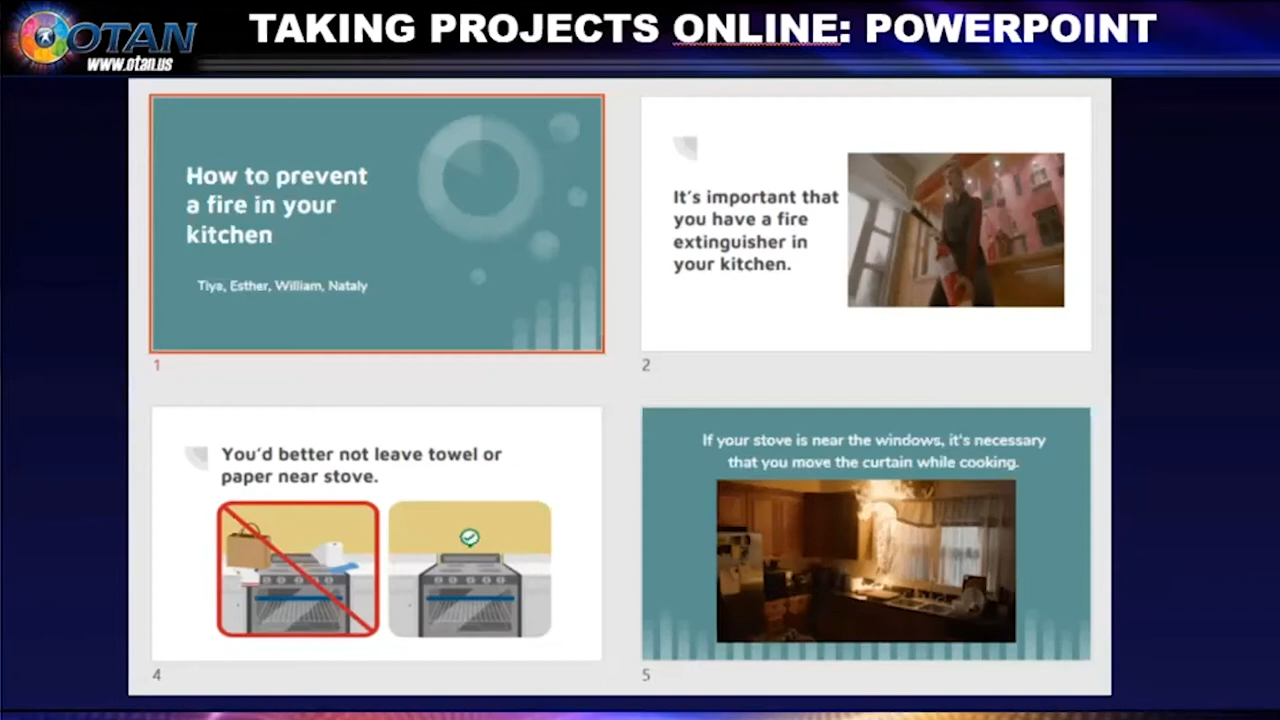 OTAN
www.otan.us
TAKING PROJECTS ONLINE: POWERPOINT
How to prevent
a fire in your
kitchen
Tiya, Esther, William, Nataly
1
It's important that
you have a fire
extinguisher in
your kitchen.
2
You'd better not leave towel or
paper near stove.
4
If your stove is near the windows, it's necessary
that you move the curtain while cooking.
5